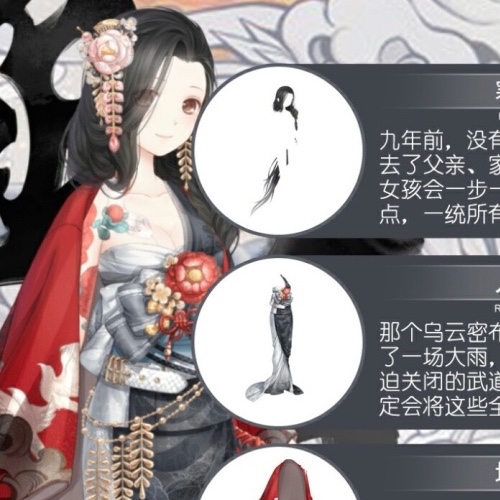 九年前，没有
去了父亲、家
女孩会一步一
点，一统所有
R
那个乌云密布
了一场大雨，
迫关闭的武道
定会将这些全